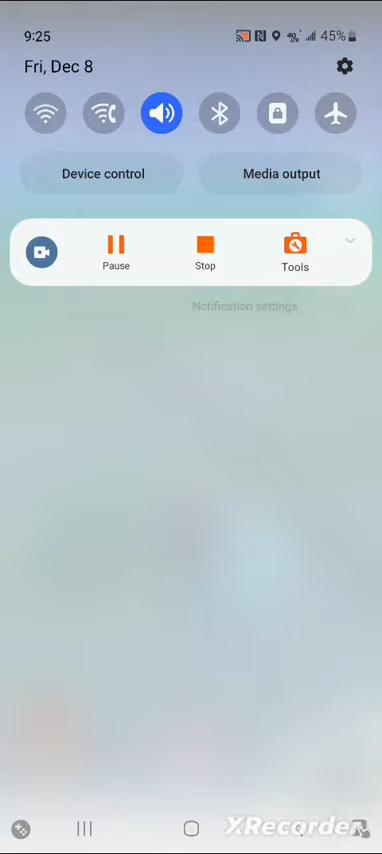 9:25 45%
Fri, Dec 8
Device control Media output
Pause Stop Tools
Notification settings
XRecorder